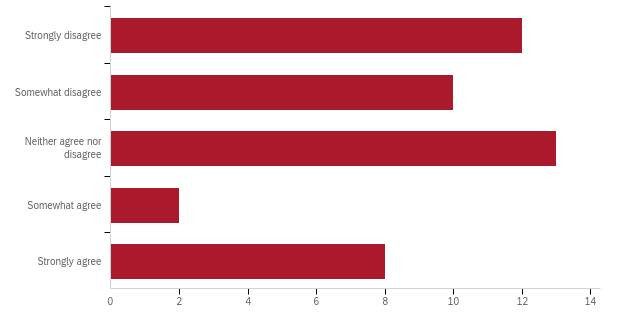 Strongly disagree
Somewhat disagree
Neither agree nor
disagree
Somewhat agree
Strongly agree
0 2 4 6 8 10 12 14